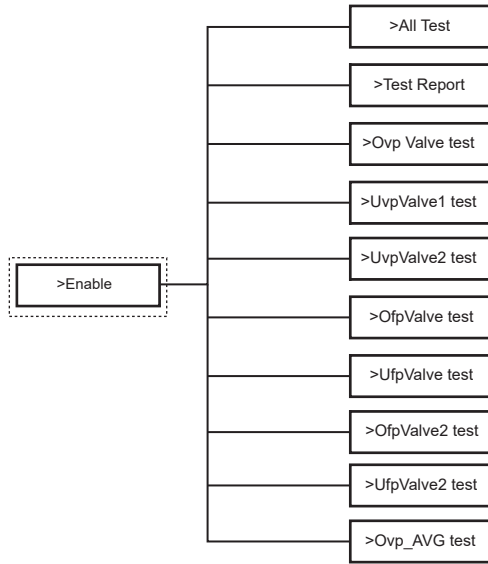 >All Test
>Test Report
>Ovp Valve test
>UvpValve1 test
>UvpValve2 test
>Enable
>OfpValve test
>UfpValve test
>OfpValve2 test
>UfpValve2 test
>Ovp_AVG test